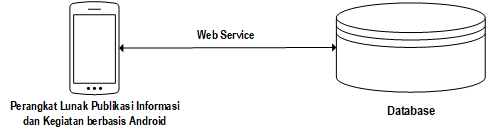 Web Service
Perangkat Lunak Publikasi Informasi
dan Kegiatan berbasis Android
Database